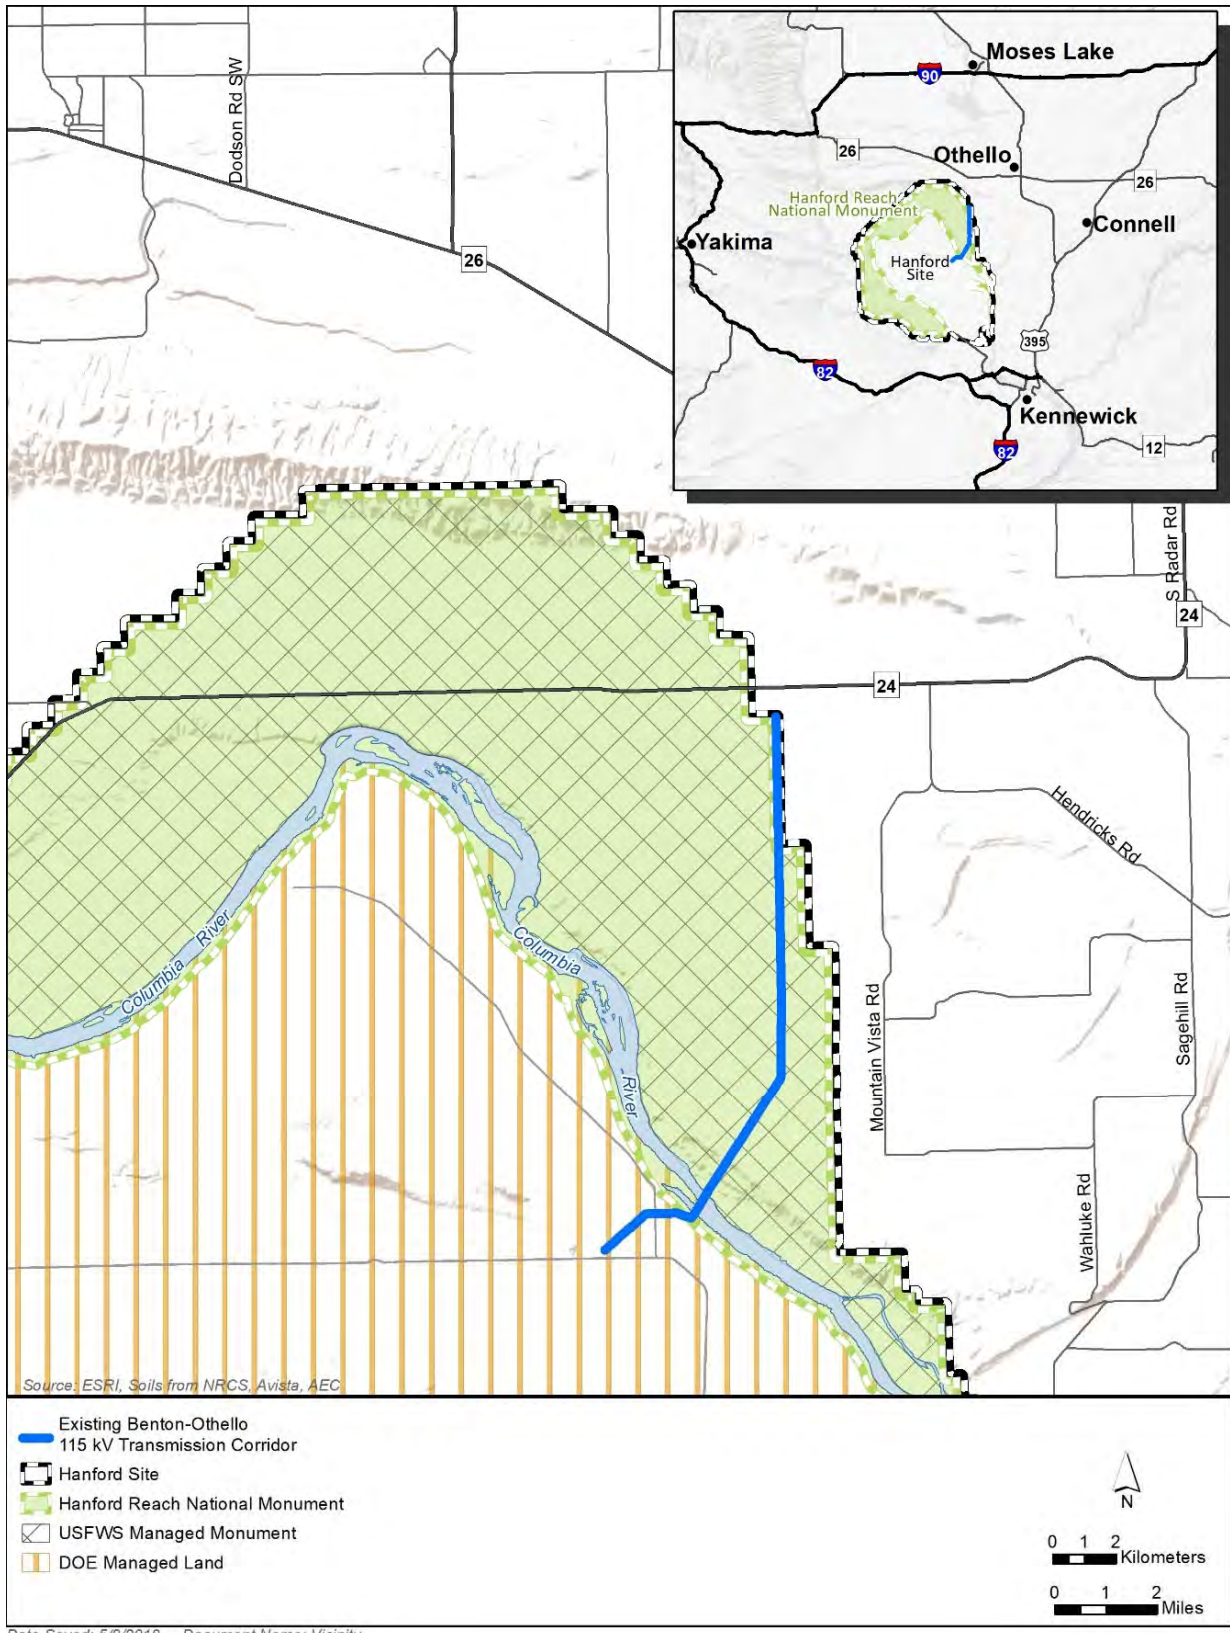 Moses Lake
90
Dodson Rd SW
26
Othello
26
Hanford Reach
National Monument
Connell
Yakima
Hanford
Site
26
395
82
Kennewick
82
12
S Radar Rd
24
24
Hendricks Rd
Columbia
River
Columbia
River
Mountain Vista Rd
Sagehill Rd
Wahluke Rd
Source: ESRI, Soils from NRCS, Avista, AEC
Existing Benton-Othello
115 kV Transmission Corridor
Hanford Site
Hanford Reach National Monument
USFWS Managed Monument
DOE Managed Land
N
0 1 2
Kilometers
0 1 2
Miles